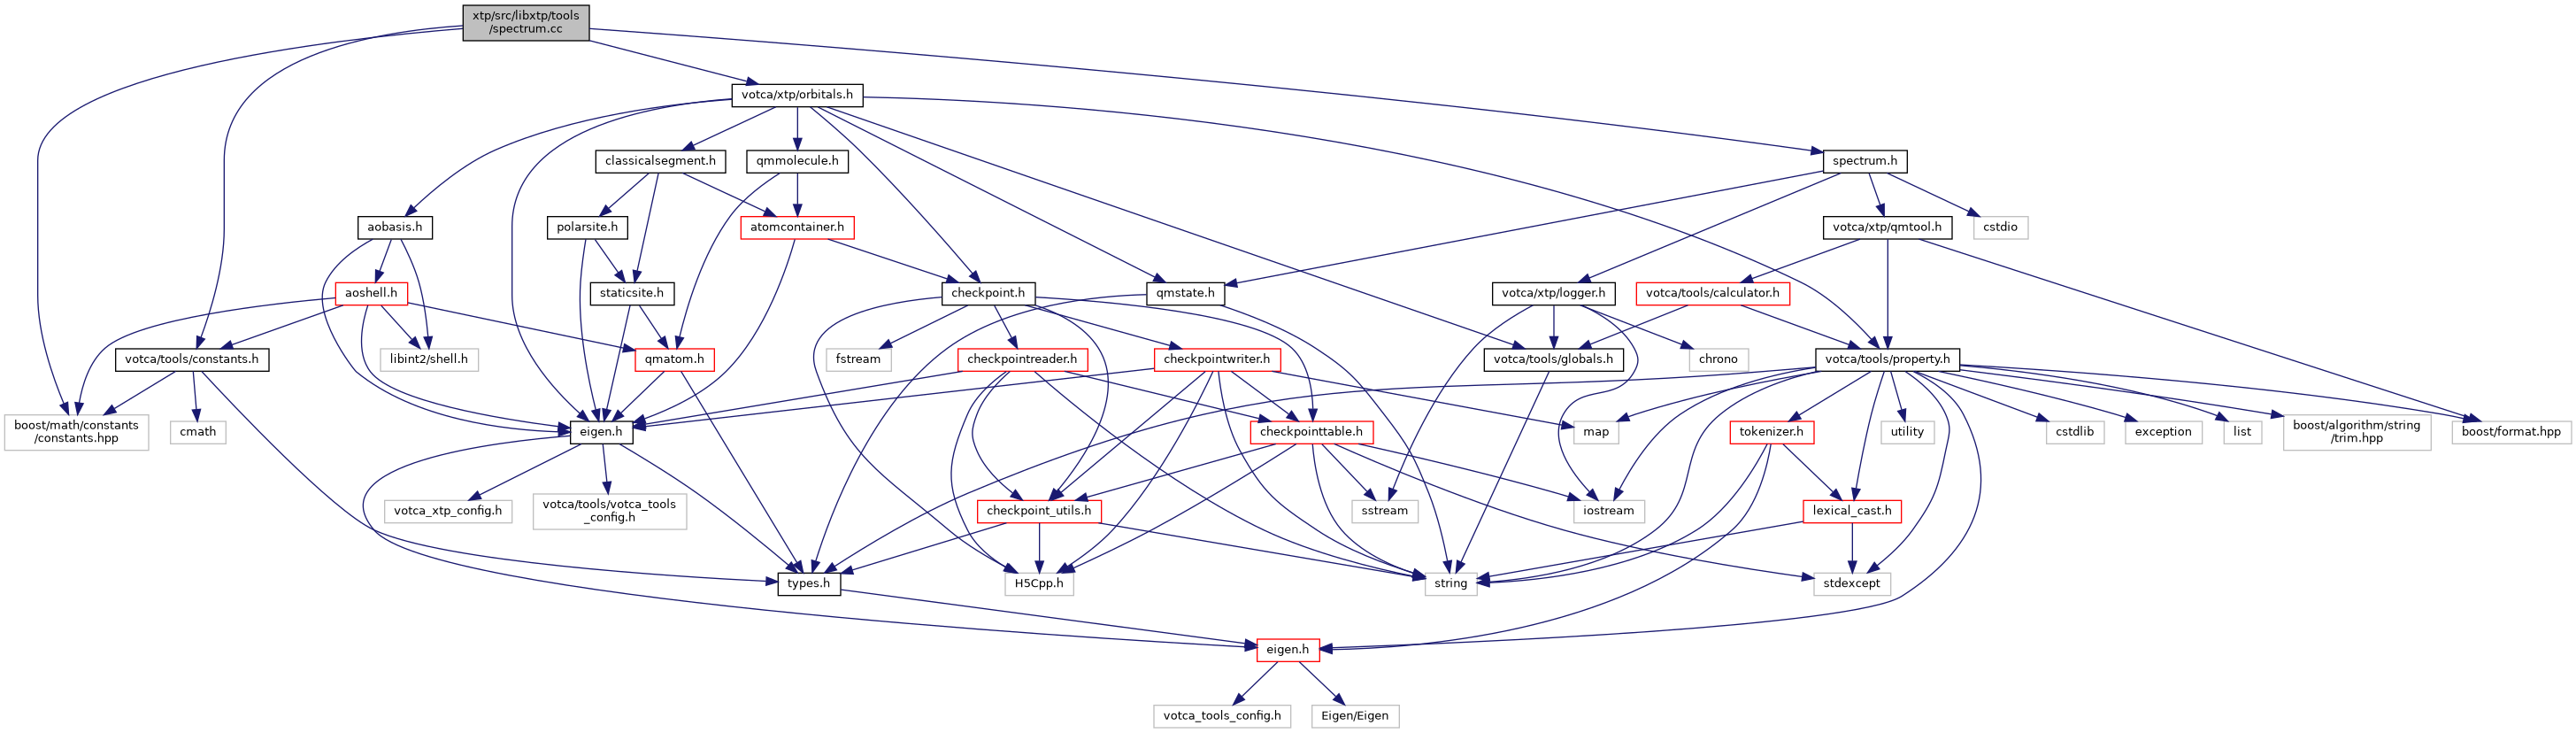 xtp/src/libxtp/tools
/spectrum.cc
votca/xtp/orbitals.h
classicalsegment.h
qmmolecule.h
spectrum.h
aobasis.h
polarsite.h
atomcontainer.h
votca/xtp/qmtool.h
cstdio
aoshell.h
staticsite.h
checkpoint.h
qmstate.h
votca/xtp/logger.h
votca/tools/calculator.h
votca/tools/constants.h
libint2/shell.h
qmatom.h
fstream
checkpointreader.h
checkpointwriter.h
votca/tools/globals.h
chrono
votca/tools/property.h
boost/math/constants
/constants.hpp
cmath
eigen.h
checkpointtable.h
map
tokenizer.h
utility
cstdlib
exception
list
boost/algorithm/string
/trim.hpp
boost/format.hpp
votca_xtp_config.h
votca/tools/votca_tools
_config.h
checkpoint_utils.h
sstream
iostream
lexical_cast.h
types.h
H5Cpp.h
string
stdexcept
eigen.h
votca_tools_config.h
Eigen/Eigen